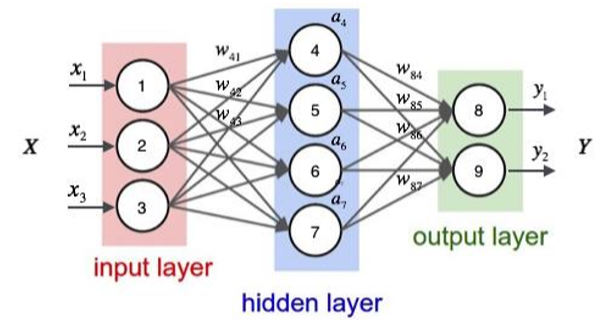 x₁
x₂
x₃
X
1
2
3
input layer
w₄₁
w₄₂
w₄₃
a₄
4
a₅
5
a₆
6
a₇
7
hidden layer
w₈₄
w₈₅
w₈₆
w₈₇
8
9
output layer
y₁
y₂
Y